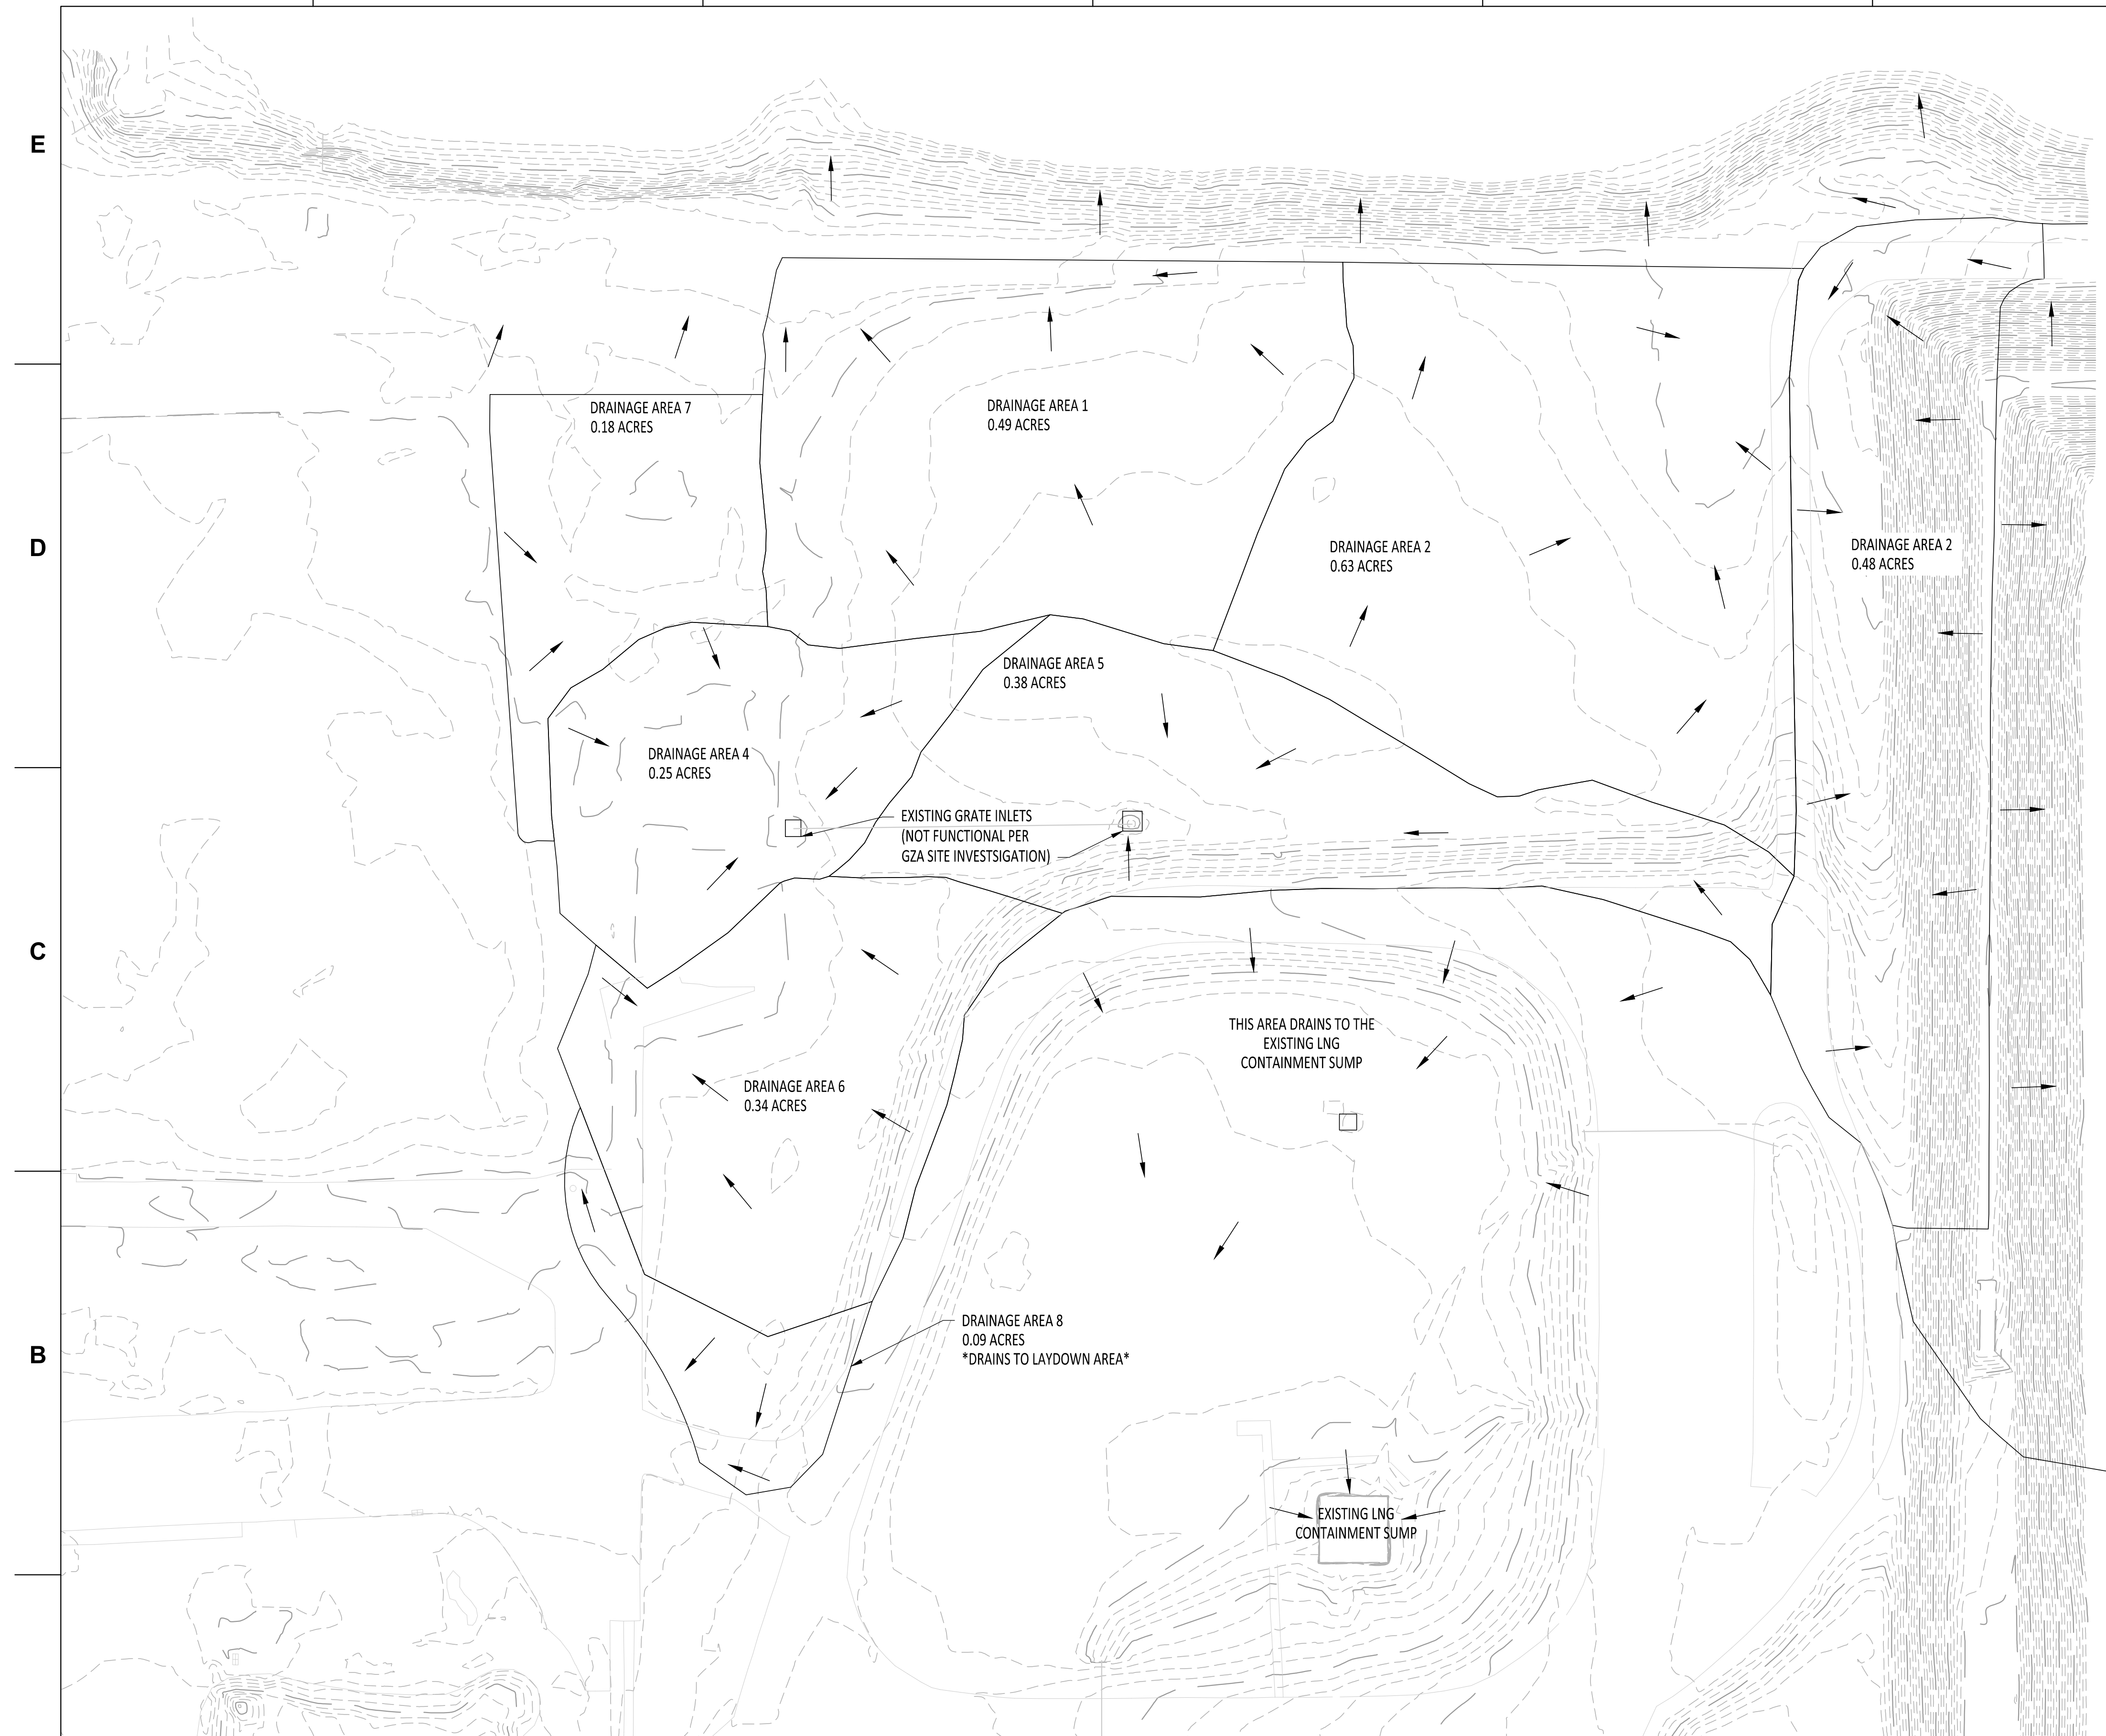 E
DRAINAGE AREA 7
0.18 ACRES
DRAINAGE AREA 1
0.49 ACRES
D
DRAINAGE AREA 2
0.63 ACRES
DRAINAGE AREA 2
0.48 ACRES
DRAINAGE AREA 5
0.38 ACRES
DRAINAGE AREA 4
0.25 ACRES
EXISTING GRATE INLETS
(NOT FUNCTIONAL PER
GZA SITE INVESTSIGATION)
C
THIS AREA DRAINS TO THE
EXISTING LNG
CONTAINMENT SUMP
DRAINAGE AREA 6
0.34 ACRES
B
DRAINAGE AREA 8
0.09 ACRES
*DRAINS TO LAYDOWN AREA*
EXISTING LNG
CONTAINMENT SUMP